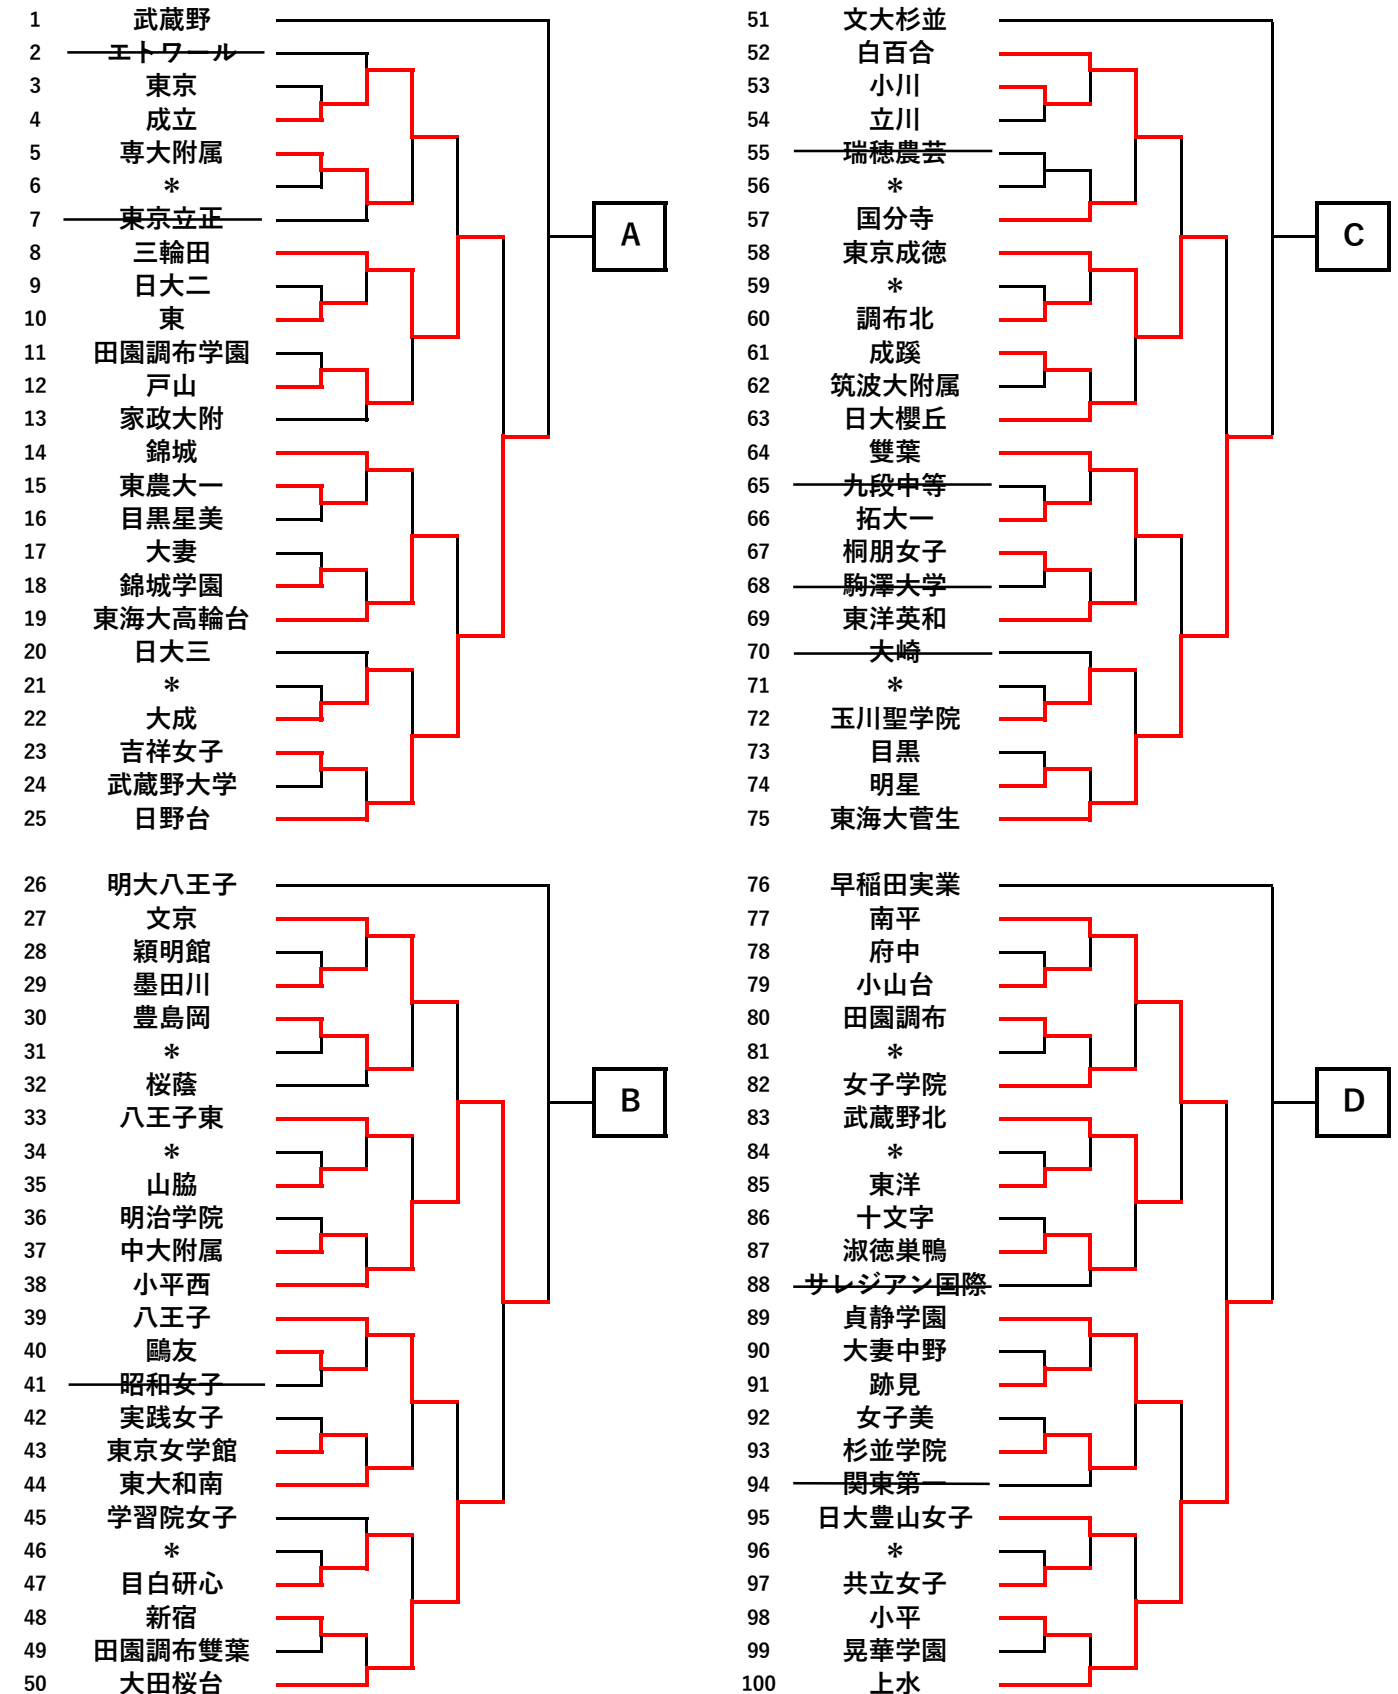 1 武蔵野
2 エトワール
3 東京
4 成立
5 専大附属
6 *
7 東京立正
8 三輪田
9 日大二
10 東
11 田園調布学園
12 戸山
13 家政大附
14 錦城
15 東農大一
16 目黒星美
17 大妻
18 錦城学園
19 東海大高輪台
20 日大三
21 *
22 大成
23 吉祥女子
24 武蔵野大学
25 日野台
A
26 明大八王子
27 文京
28 穎明館
29 墨田川
30 豊島岡
31 *
32 桜蔭
33 八王子東
34 *
35 山脇
36 明治学院
37 中大附属
38 小平西
39 八王子
40 鷗友
41 昭和女子
42 実践女子
43 東京女学館
44 東大和南
45 学習院女子
46 *
47 目白研心
48 新宿
49 田園調布雙葉
50 大田桜台
B
51 文大杉並
52 白百合
53 小川
54 立川
55 瑞穂農芸
56 *
57 国分寺
58 東京成徳
59 *
60 調布北
61 成蹊
62 筑波大附属
63 日大櫻丘
64 雙葉
65 九段中等
66 拓大一
67 桐朋女子
68 駒澤大学
69 東洋英和
70 大崎
71 *
72 玉川聖学院
73 目黒
74 明星
75 東海大菅生
C
76 早稲田実業
77 南平
78 府中
79 小山台
80 田園調布
81 *
82 女子学院
83 武蔵野北
84 *
85 東洋
86 十文字
87 淑徳巣鴨
88 サレジアン国際
89 貞静学園
90 大妻中野
91 跡見
92 女子美
93 杉並学院
94 関東第一
95 日大豊山女子
96 *
97 共立女子
98 小平
99 晃華学園
100 上水
D